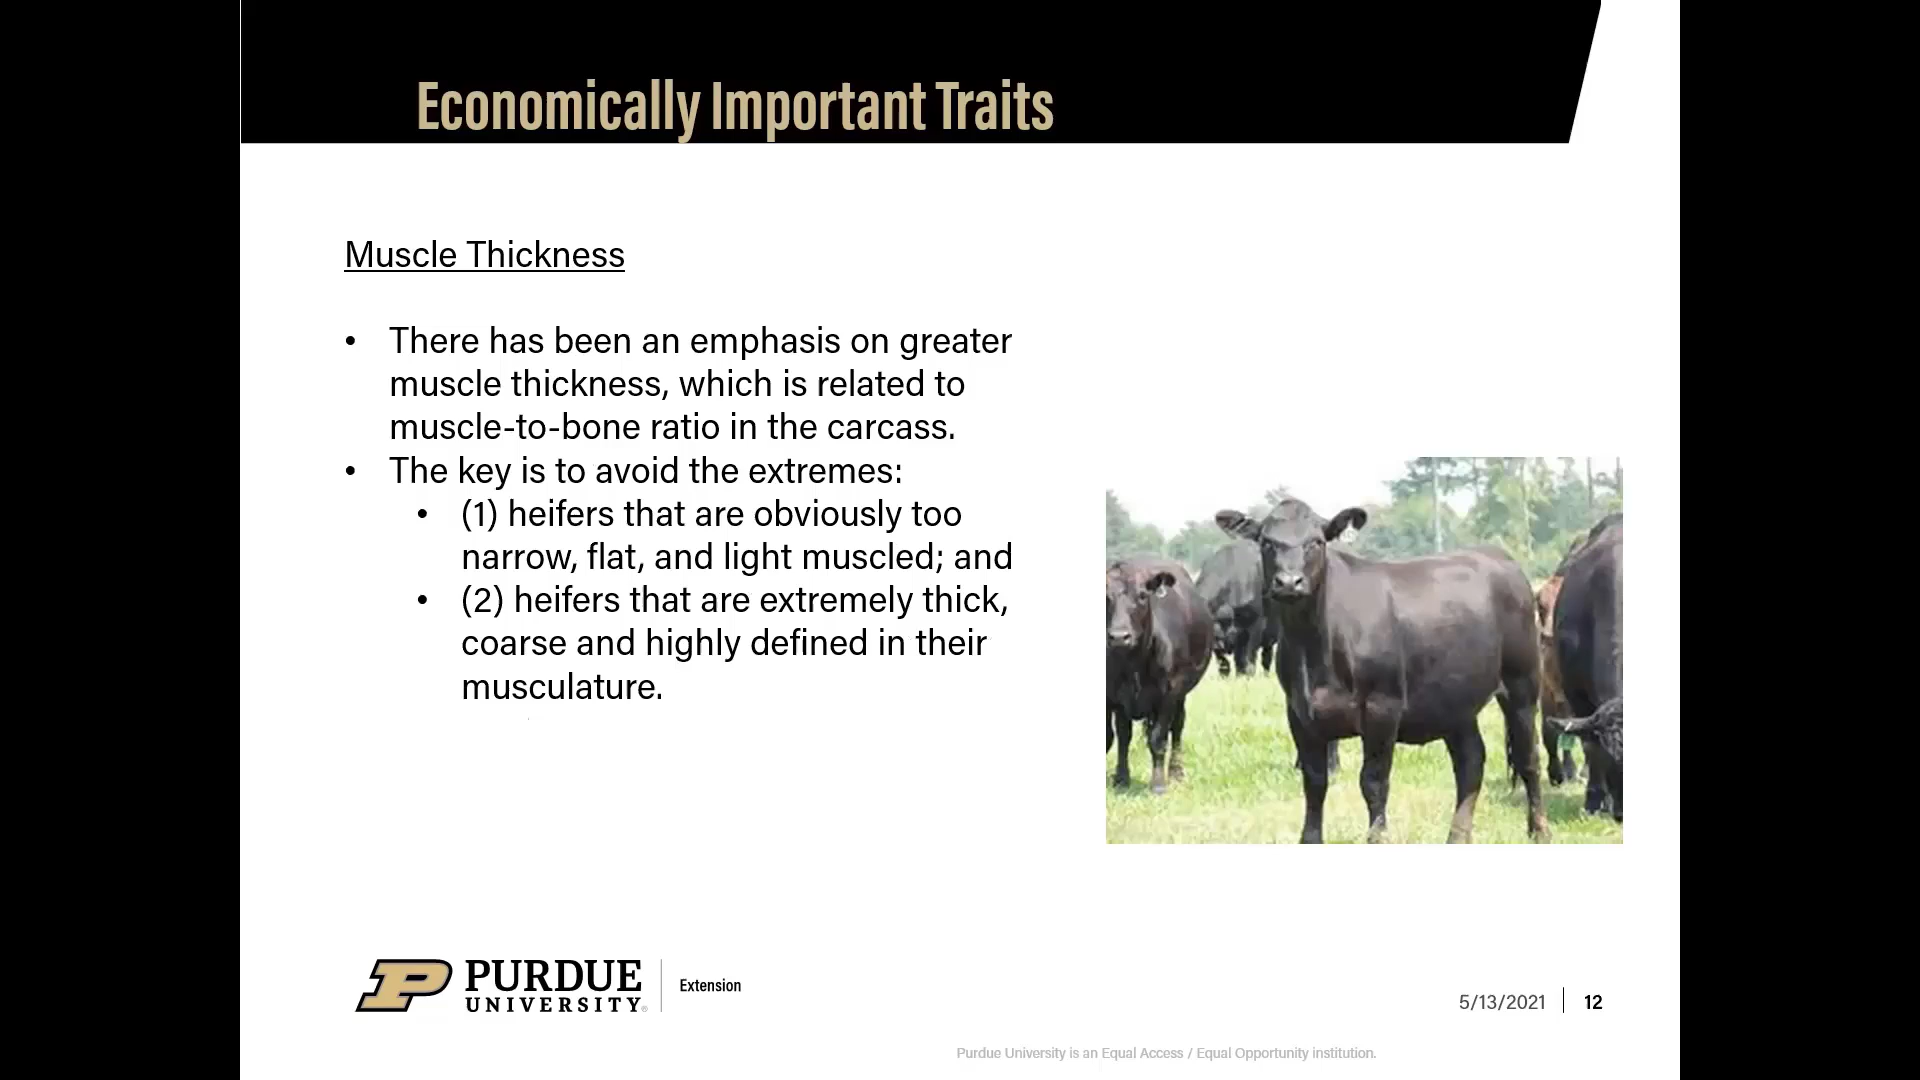 Economically Important Traits
Muscle Thickness
• There has been an emphasis on greater
muscle thickness, which is related to
muscle-to-bone ratio in the carcass.
• The key is to avoid the extremes:
• (1) heifers that are obviously too
narrow, flat, and light muscled; and
• (2) heifers that are extremely thick,
coarse and highly defined in their
musculature.
P PURDUE
UNIVERSITY®
Extension
5/13/2021 | 12
Purdue University is an Equal Access / Equal Opportunity institution.